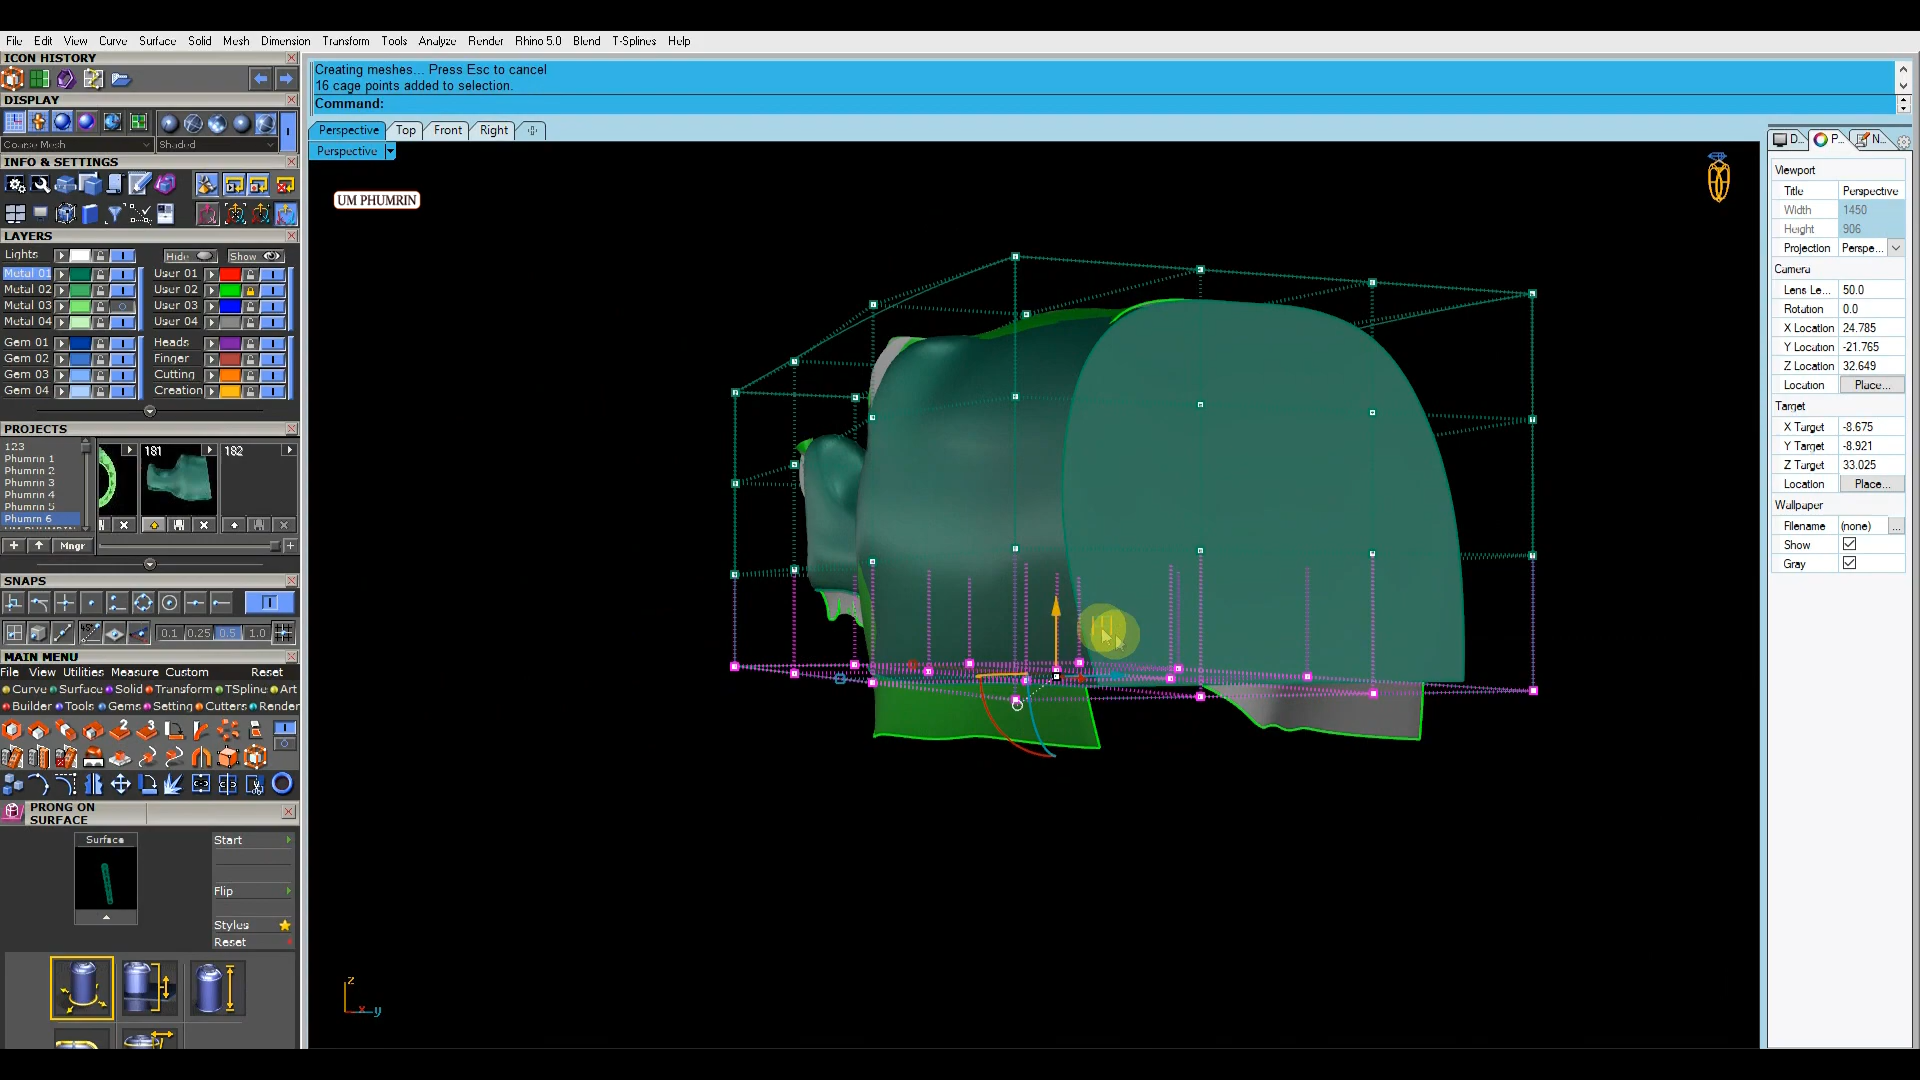 File Edit View Curve Surface Solid Mesh Dimension Transform Tools Analyze Render Rhino 5.0 Blend T-Splines Help
ICON HISTORY
Creating meshes... Press Esc to cancel
16 cage points added to selection.
Command:
DISPLAY
Coarse Mesh Shaded
Perspective Top Front Right
Perspective
UM PHUMRIN
INFO & SETTINGS
LAYERS
Lights Hide Show
Metal 01 User 01
Metal 02 User 02
Metal 03 User 03
Metal 04 User 04
Gem 01 Heads
Gem 02 Finger
Gem 03 Cutting
Gem 04 Creation
PROJECTS
123
Phumrin 1
Phumrin 2
Phumrin 3
Phumrin 4
Phumrin 5
Phumrn 6
181 182
Mngr
SNAPS
0.1 0.25 0.5 1.0
MAIN MENU
File View Utilities Measure Custom Reset
Curve Surface Solid Transform TSpline Art
Builder Tools Gems Setting Cutters Render
PRONG ON
SURFACE
Surface
Start
Flip
Styles
Reset
z
x y
D... P... N...
Viewport
Title Perspective
Width 1450
Height 906
Projection Perspe...
Camera
Lens Le... 50.0
Rotation 0.0
X Location 24.785
Y Location -21.765
Z Location 32.649
Location Place...
Target
X Target -8.675
Y Target -8.921
Z Target 33.025
Location Place...
Wallpaper
Filename (none) ...
Show
Gray